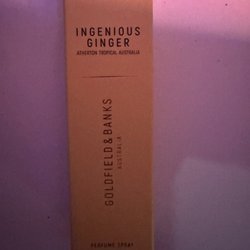 INGENIOUS
GINGER
ATHERTON TROPICAL AUSTRALIA
GOLDFIELD & BANKS
AUSTRALIA
PERFUME SPRAY